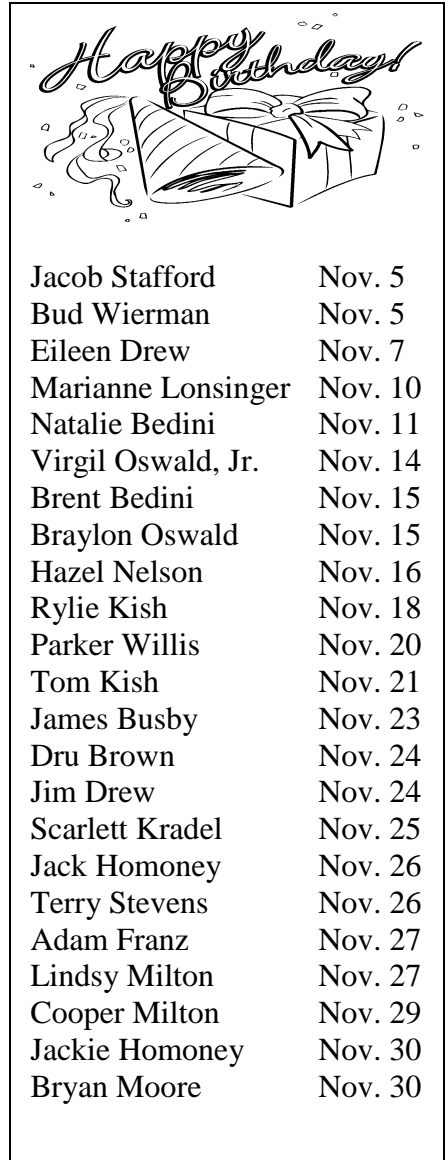 Happy
Birthday!
Jacob Stafford Nov. 5
Bud Wierman Nov. 5
Eileen Drew Nov. 7
Marianne Lonsinger Nov. 10
Natalie Bedini Nov. 11
Virgil Oswald, Jr. Nov. 14
Brent Bedini Nov. 15
Braylon Oswald Nov. 15
Hazel Nelson Nov. 16
Rylie Kish Nov. 18
Parker Willis Nov. 20
Tom Kish Nov. 21
James Busby Nov. 23
Dru Brown Nov. 24
Jim Drew Nov. 24
Scarlett Kradel Nov. 25
Jack Homoney Nov. 26
Terry Stevens Nov. 26
Adam Franz Nov. 27
Lindsy Milton Nov. 27
Cooper Milton Nov. 29
Jackie Homoney Nov. 30
Bryan Moore Nov. 30